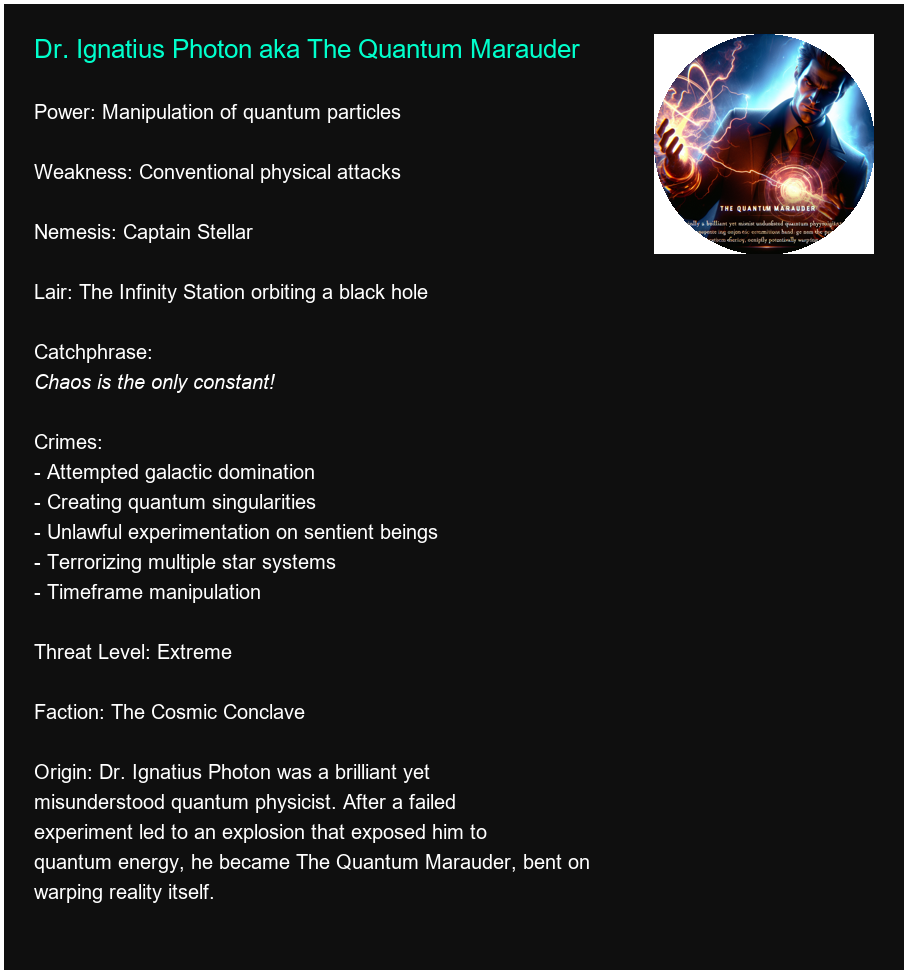 Dr. Ignatius Photon aka The Quantum Marauder
Power: Manipulation of quantum particles
Weakness: Conventional physical attacks
Nemesis: Captain Stellar
Lair: The Infinity Station orbiting a black hole
Catchphrase:
Chaos is the only constant!
Crimes:
- Attempted galactic domination
- Creating quantum singularities
- Unlawful experimentation on sentient beings
- Terrorizing multiple star systems
- Timeframe manipulation
Threat Level: Extreme
Faction: The Cosmic Conclave
Origin: Dr. Ignatius Photon was a brilliant yet
misunderstood quantum physicist. After a failed
experiment led to an explosion that exposed him to
quantum energy, he became The Quantum Marauder, bent on
warping reality itself.
THE QUANTUM MARAUDER
a brilliant yet